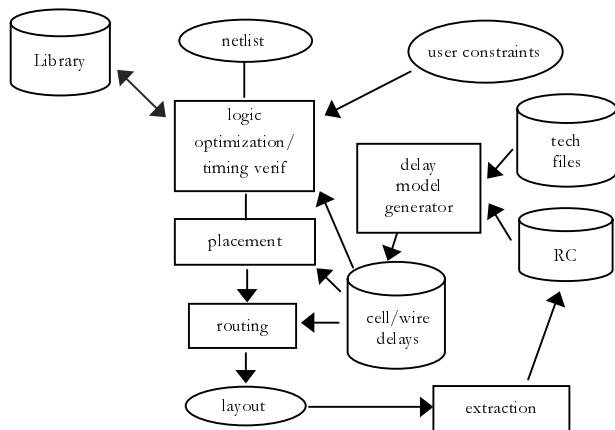 netlist
Library
user constraints
logic
optimization/
timing verif
delay
model
generator
tech
files
placement
RC
cell/wire
delays
routing
layout
extraction